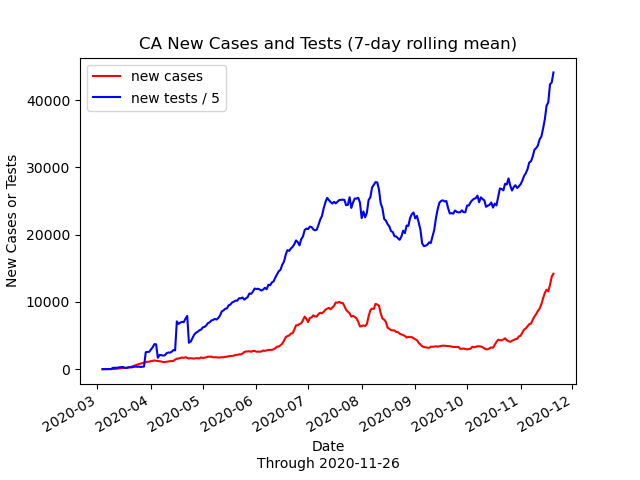 CA New Cases and Tests (7-day rolling mean)
new cases
new tests / 5
New Cases or Tests
40000
30000
20000
10000
0
2020-03
2020-04
2020-05
2020-06
2020-07
2020-08
2020-09
2020-10
2020-11
2020-12
Date
Through 2020-11-26